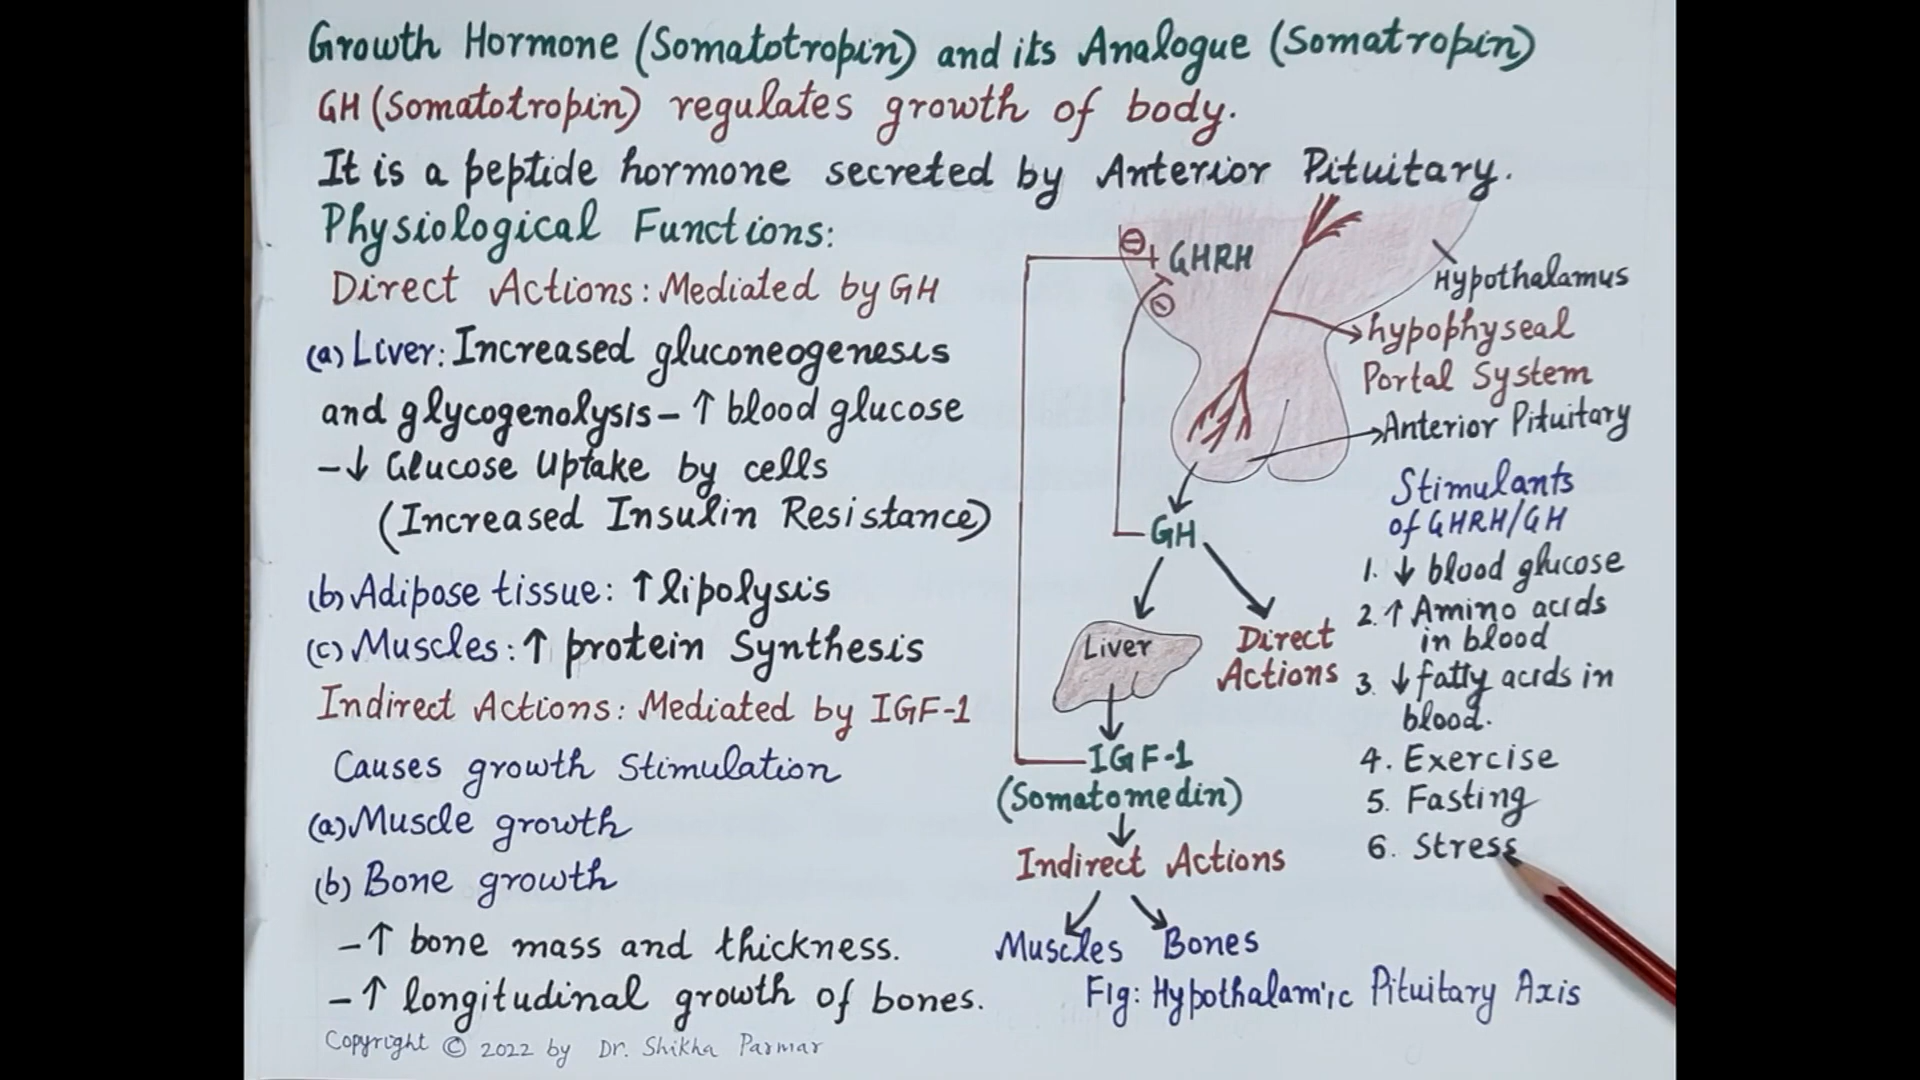 Growth Hormone (Somatotropin) and its Analogue (Somatropin)
GH (Somatotropin) regulates growth of body.
It is a peptide hormone secreted by Anterior Pituitary.
Physiological Functions:
Direct Actions: Mediated by GH
(a) Liver: Increased gluconeogenesis
and glycogenolysis - ↑ blood glucose
- ↓ Glucose Uptake by cells
(Increased Insulin Resistance)
(b) Adipose tissue: ↑ lipolysis
(c) Muscles: ↑ protein Synthesis
Indirect Actions: Mediated by IGF-1
Causes growth Stimulation
(a) Muscle growth
(b) Bone growth
- ↑ bone mass and thickness.
- ↑ longitudinal growth of bones.
Copyright © 2022 by Dr. Shikha Parmar
⊖
GHRH
⊖
Hypothalamus
hypophyseal
Portal System
Anterior Pituitary
GH
Liver
Direct
Actions
IGF-1
(Somatomedin)
Indirect Actions
Muscles Bones
Stimulants
of GHRH/GH
1. ↓ blood glucose
2. ↑ Amino acids
in blood
3. ↓ fatty acids in
blood.
4. Exercise
5. Fasting
6. Stress
Fig: Hypothalamic Pituitary Axis